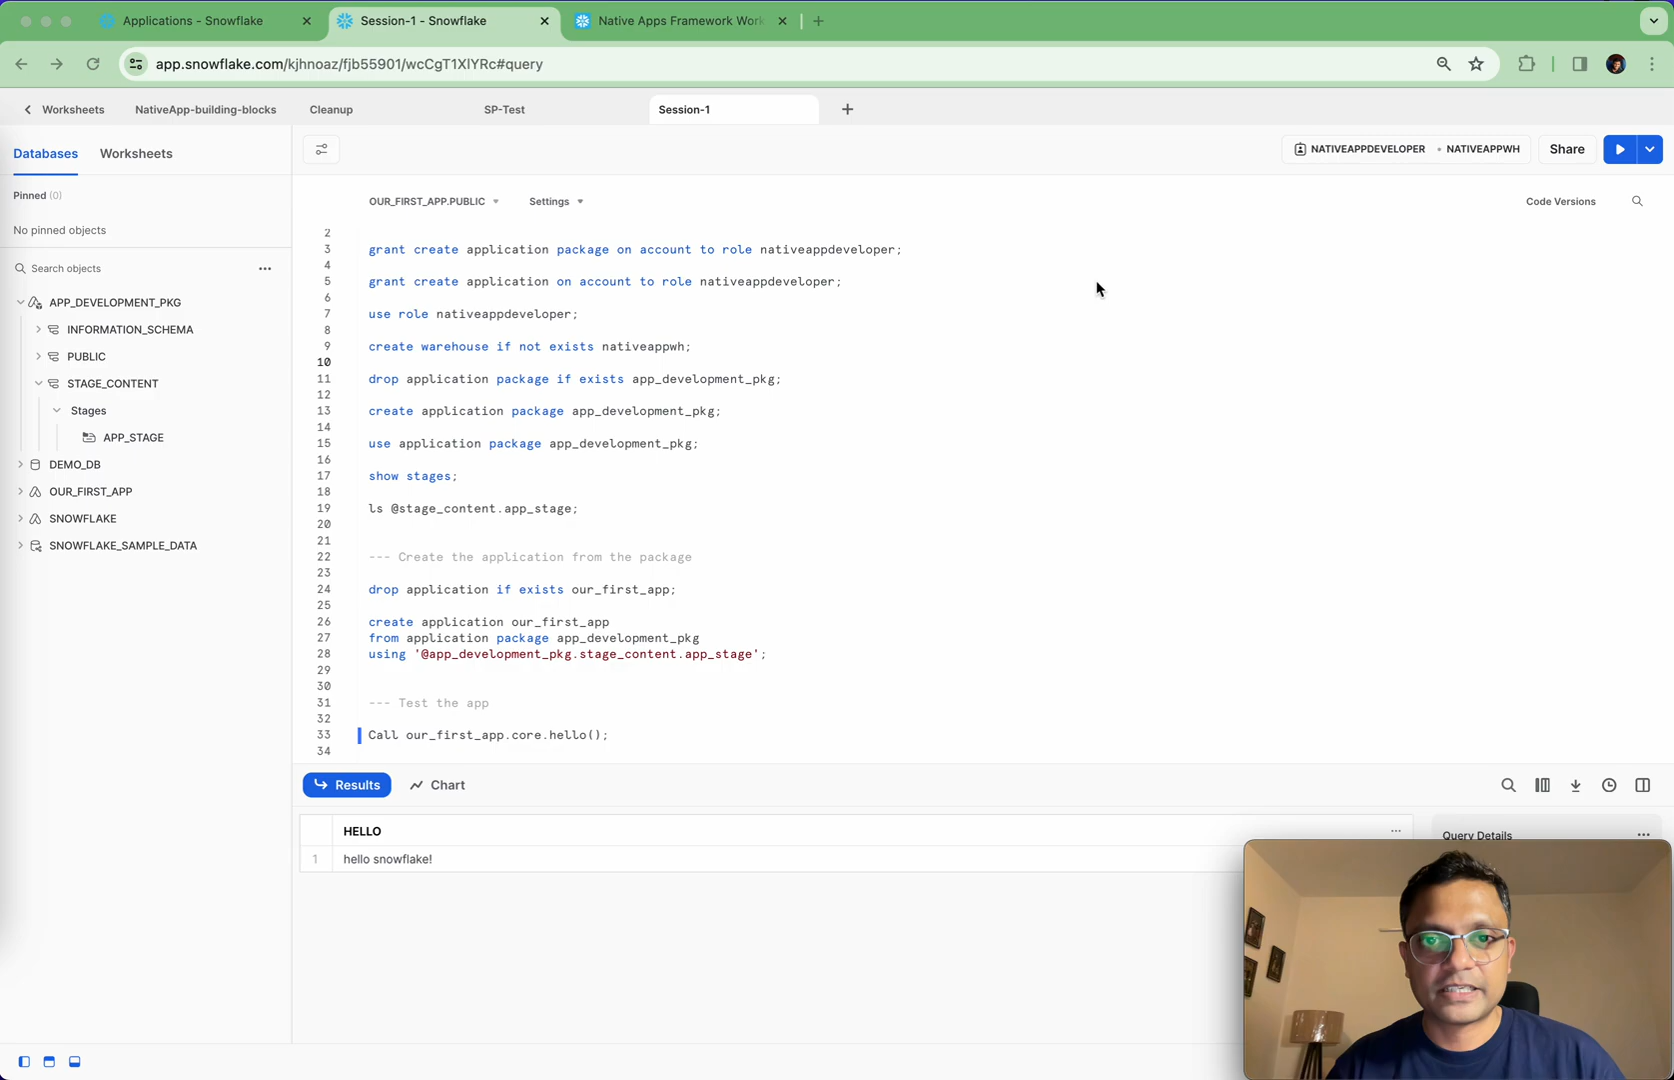 Applications - Snowflake
Session-1 - Snowflake
Native Apps Framework Work
app.snowflake.com/kjhnoaz/fjb55901/wcCgT1XIYRc#query
Worksheets
NativeApp-building-blocks
Cleanup
SP-Test
Session-1
Databases
Worksheets
NATIVEAPPDEVELOPER
NATIVEAPPWH
Share
Pinned (0)
OUR_FIRST_APP.PUBLIC
Settings
Code Versions
No pinned objects
Search objects
APP_DEVELOPMENT_PKG
INFORMATION_SCHEMA
PUBLIC
STAGE_CONTENT
Stages
APP_STAGE
DEMO_DB
OUR_FIRST_APP
SNOWFLAKE
SNOWFLAKE_SAMPLE_DATA
2
3 grant create application package on account to role nativeappdeveloper;
4
5 grant create application on account to role nativeappdeveloper;
6
7 use role nativeappdeveloper;
8
9 create warehouse if not exists nativeappwh;
10
11 drop application package if exists app_development_pkg;
12
13 create application package app_development_pkg;
14
15 use application package app_development_pkg;
16
17 show stages;
18
19 ls @stage_content.app_stage;
20
21
22 --- Create the application from the package
23
24 drop application if exists our_first_app;
25
26 create application our_first_app
27 from application package app_development_pkg
28 using '@app_development_pkg.stage_content.app_stage';
29
30
31 --- Test the app
32
33 Call our_first_app.core.hello();
34
Results
Chart
HELLO
Query Details
1 hello snowflake!